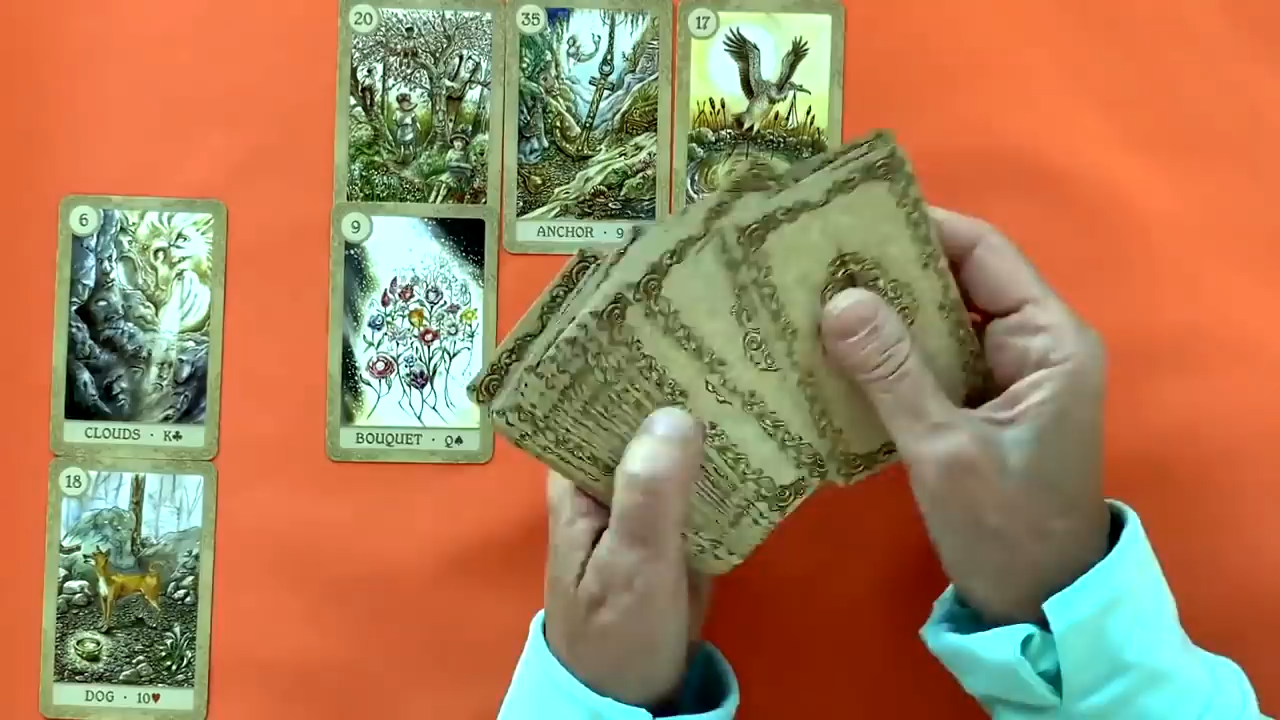 20
35
17
ANCHOR · 9
6
CLOUDS · K♣
9
BOUQUET · Q♠
18
DOG · 10♥